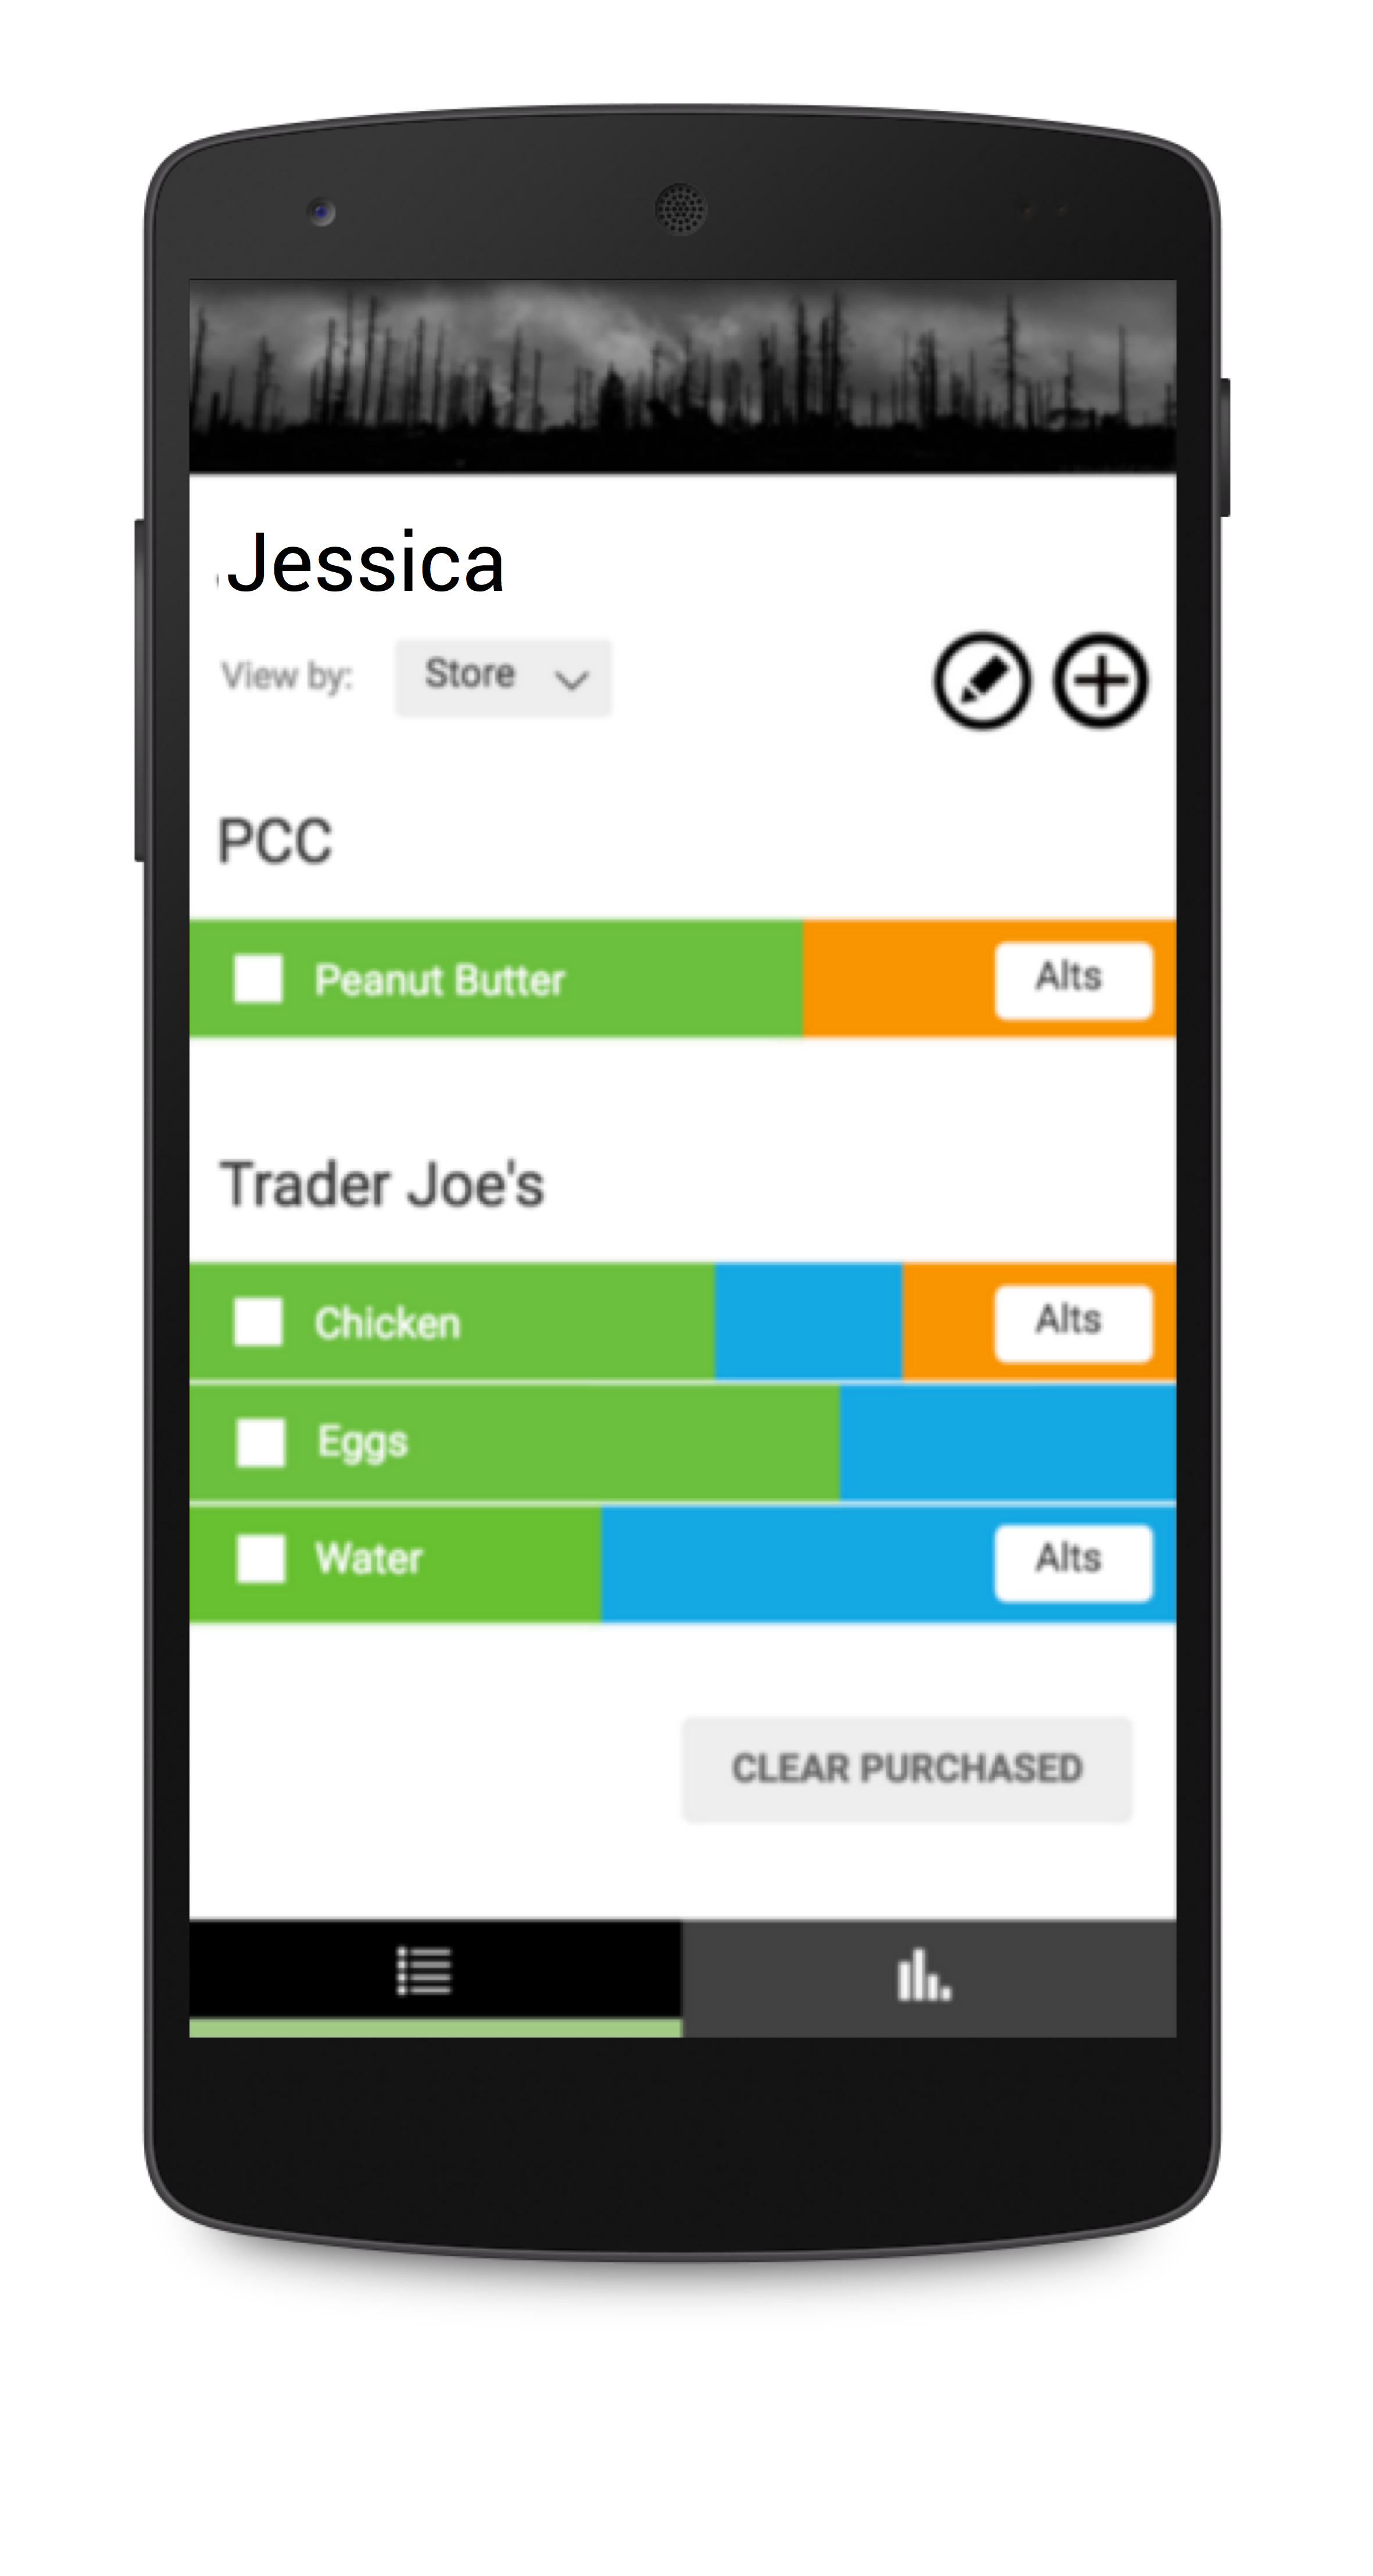 Jessica
View by: Store
PCC
Peanut Butter Alts
Trader Joe's
Chicken Alts
Eggs
Water Alts
CLEAR PURCHASED